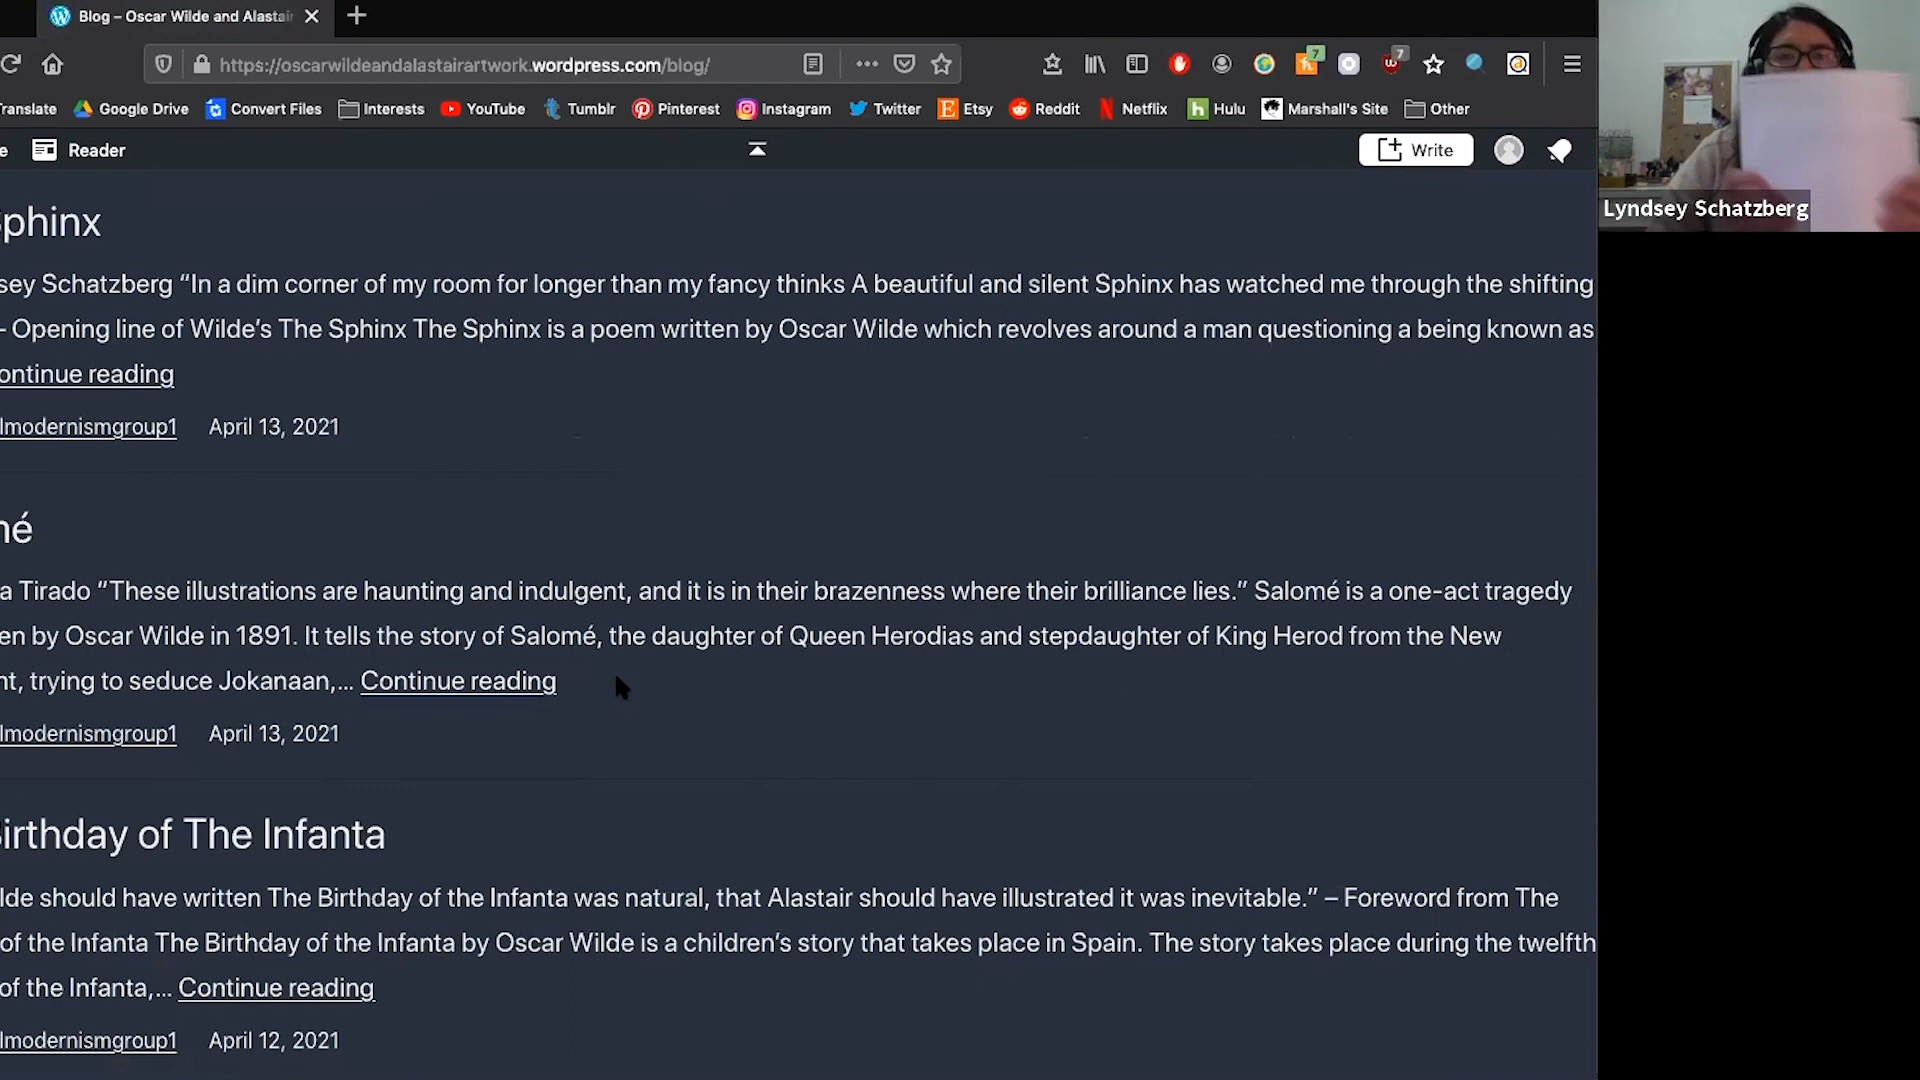 Blog – Oscar Wilde and Alastair
https://oscarwildeandalastairartwork.wordpress.com/blog/
7
7
ranslate Google Drive Convert Files Interests YouTube Tumblr Pinterest Instagram Twitter Etsy Reddit Netflix Hulu Marshall's Site Other
e Reader Write
Lyndsey Schatzberg
Sphinx
sey Schatzberg “In a dim corner of my room for longer than my fancy thinks A beautiful and silent Sphinx has watched me through the shifting
– Opening line of Wilde’s The Sphinx The Sphinx is a poem written by Oscar Wilde which revolves around a man questioning a being known as
ontinue reading
lmodernismgroup1 April 13, 2021
mé
a Tirado “These illustrations are haunting and indulgent, and it is in their brazenness where their brilliance lies.” Salomé is a one-act tragedy
en by Oscar Wilde in 1891. It tells the story of Salomé, the daughter of Queen Herodias and stepdaughter of King Herod from the New
nt, trying to seduce Jokanaan,... Continue reading
lmodernismgroup1 April 13, 2021
Birthday of The Infanta
lde should have written The Birthday of the Infanta was natural, that Alastair should have illustrated it was inevitable.” – Foreword from The
of the Infanta The Birthday of the Infanta by Oscar Wilde is a children’s story that takes place in Spain. The story takes place during the twelfth
of the Infanta,... Continue reading
lmodernismgroup1 April 12, 2021